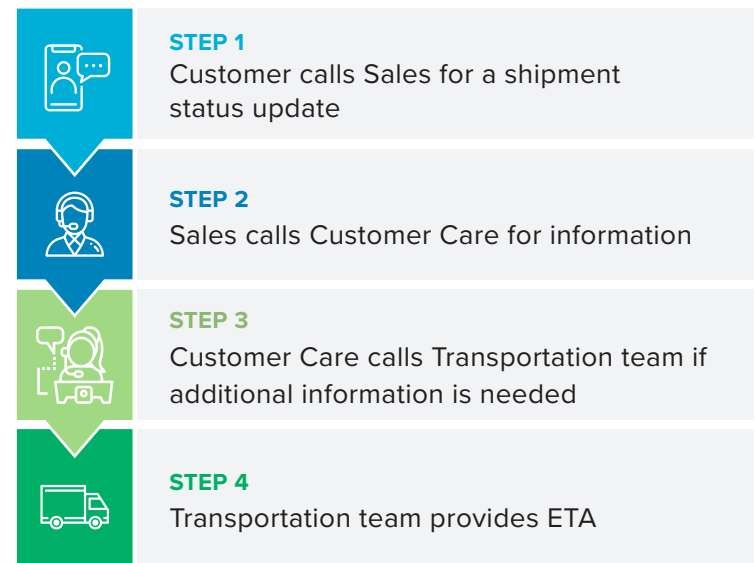 STEP 1
Customer calls Sales for a shipment
status update
STEP 2
Sales calls Customer Care for information
STEP 3
Customer Care calls Transportation team if
additional information is needed
STEP 4
Transportation team provides ETA